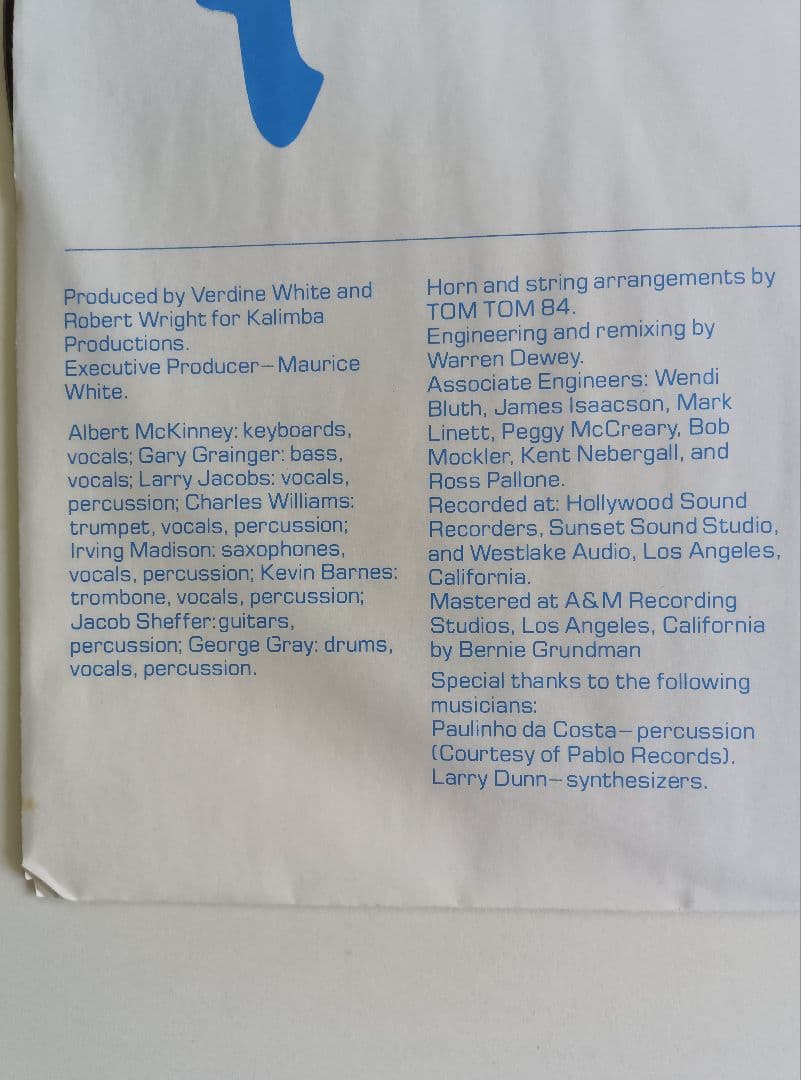 Produced by Verdine White and
Robert Wright for Kalimba
Productions.
Executive Producer—Maurice
White.
Albert McKinney: keyboards,
vocals; Gary Grainger: bass,
vocals; Larry Jacobs: vocals,
percussion; Charles Williams:
trumpet, vocals, percussion;
Irving Madison: saxophones,
vocals, percussion; Kevin Barnes:
trombone, vocals, percussion;
Jacob Sheffer:guitars,
percussion; George Gray: drums,
vocals, percussion.
Horn and string arrangements by
TOM TOM 84.
Engineering and remixing by
Warren Dewey.
Associate Engineers: Wendi
Bluth, James Isaacson, Mark
Linett, Peggy McCreary, Bob
Mockler, Kent Nebergall, and
Ross Pallone.
Recorded at: Hollywood Sound
Recorders, Sunset Sound Studio,
and Westlake Audio, Los Angeles,
California.
Mastered at A&M Recording
Studios, Los Angeles, California
by Bernie Grundman
Special thanks to the following
musicians:
Paulinho da Costa—percussion
(Courtesy of Pablo Records).
Larry Dunn—synthesizers.